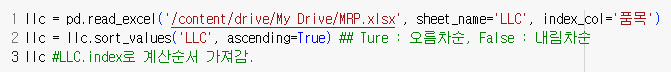 1 llc = pd.read_excel('/content/drive/My Drive/MRP.xlsx', sheet_name='LLC', index_col='품목')
2 llc = llc.sort_values('LLC', ascending=True) ## Ture : 오름차순, False : 내림차순
3 llc #LLC.index로 계산순서 가져감.